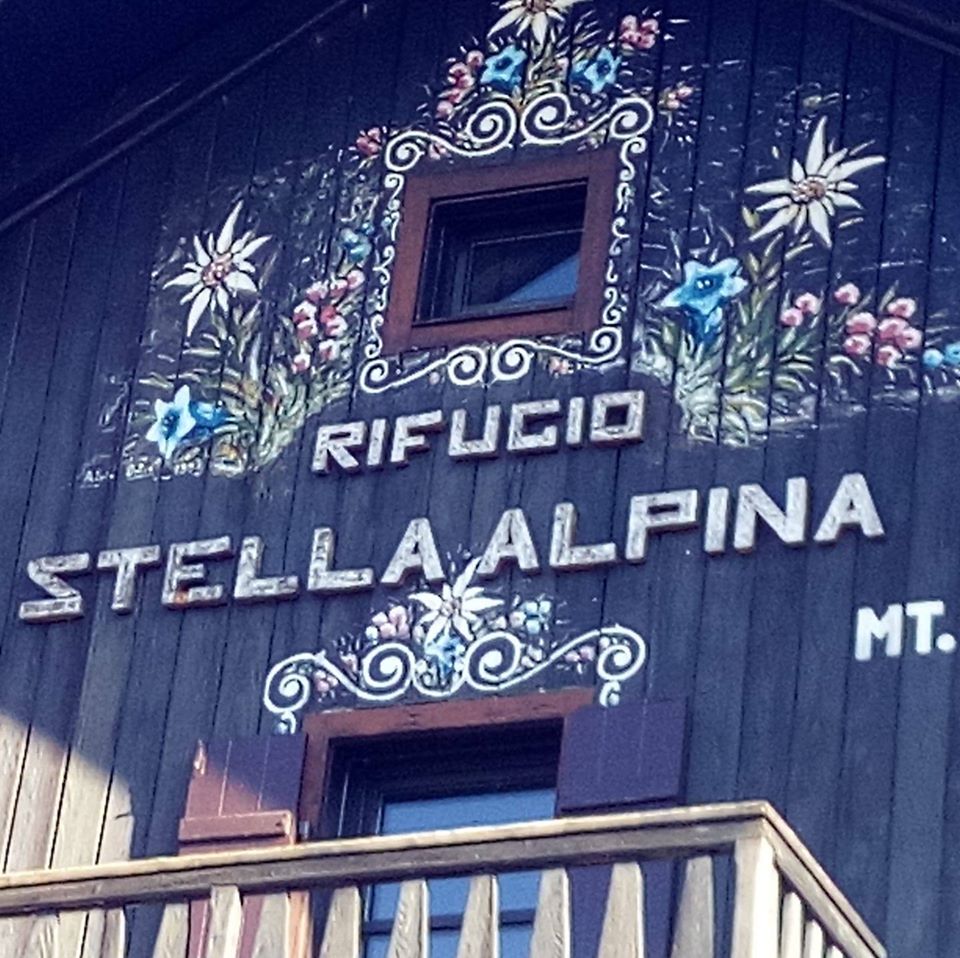 RIFUGIO
STELLA ALPINA
MT.